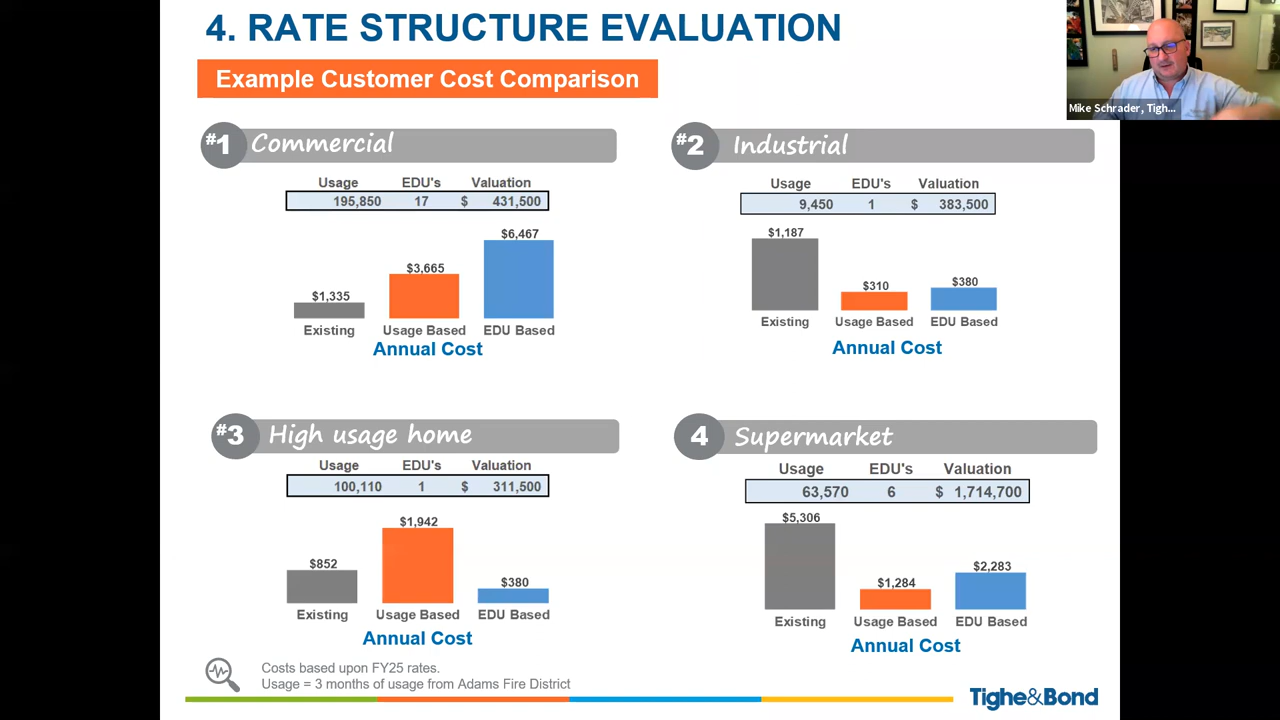 4. RATE STRUCTURE EVALUATION
Example Customer Cost Comparison
Mike Schrader, Tigh...
#1 Commercial
Usage EDU's Valuation
195,850 17 $ 431,500
$6,467
$3,665
$1,335
Existing Usage Based EDU Based
Annual Cost
#2 Industrial
Usage EDU's Valuation
9,450 1 $ 383,500
$1,187
$310 $380
Existing Usage Based EDU Based
Annual Cost
#3 High usage home
Usage EDU's Valuation
100,110 1 $ 311,500
$1,942
$852
$380
Existing Usage Based EDU Based
Annual Cost
4 Supermarket
Usage EDU's Valuation
63,570 6 $ 1,714,700
$5,306
$2,283
$1,284
Existing Usage Based EDU Based
Annual Cost
Costs based upon FY25 rates.
Usage = 3 months of usage from Adams Fire District
Tighe&Bond